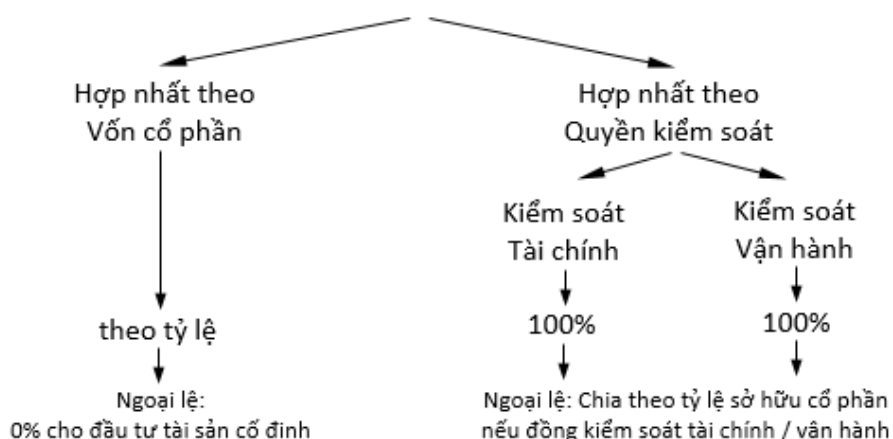 Hợp nhất theo
Vốn cổ phần
Hợp nhất theo
Quyền kiểm soát
Kiểm soát
Tài chính
Kiểm soát
Vận hành
theo tỷ lệ
100%
100%
Ngoại lệ:
0% cho đầu tư tài sản cố định
Ngoại lệ: Chia theo tỷ lệ sở hữu cổ phần
nếu đồng kiểm soát tài chính / vận hành